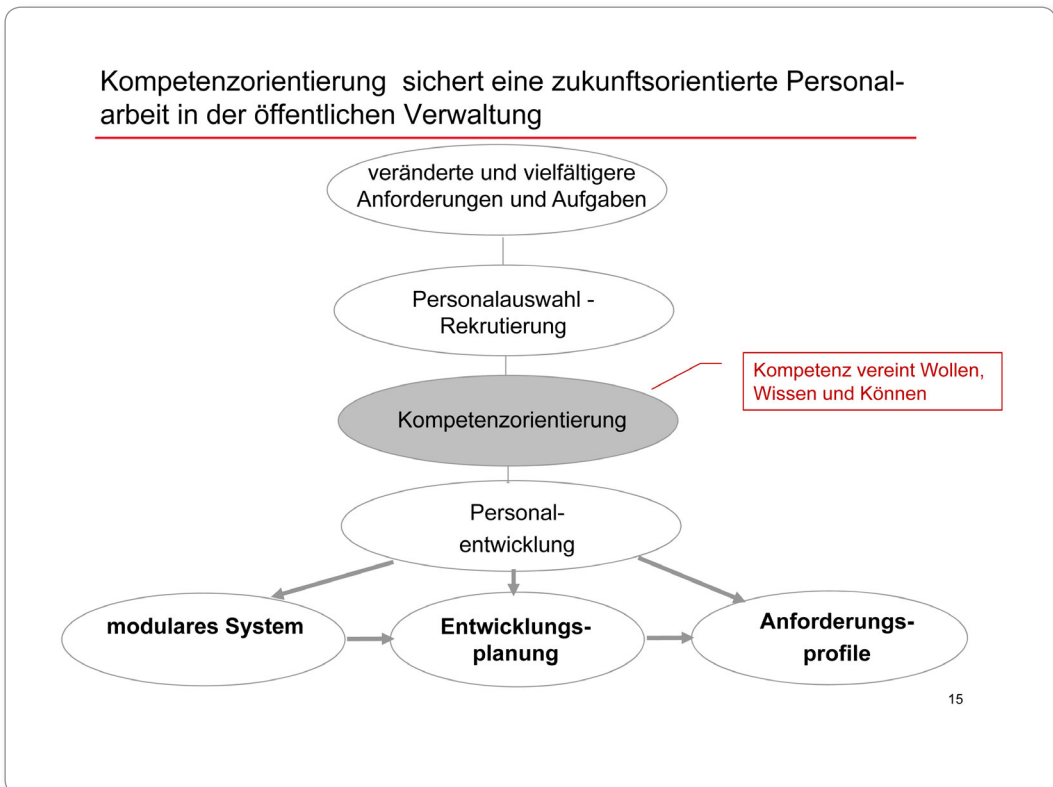 Kompetenzorientierung  sichert eine zukunftsorientierte Personal-
arbeit in der öffentlichen Verwaltung
veränderte und vielfältigere
Anforderungen und Aufgaben
Personalauswahl -
Rekrutierung
Kompetenz vereint Wollen,
Wissen und Können
Kompetenzorientierung
Personal-
entwicklung
modulares System
Entwicklungs-
planung
Anforderungs-
profile
15